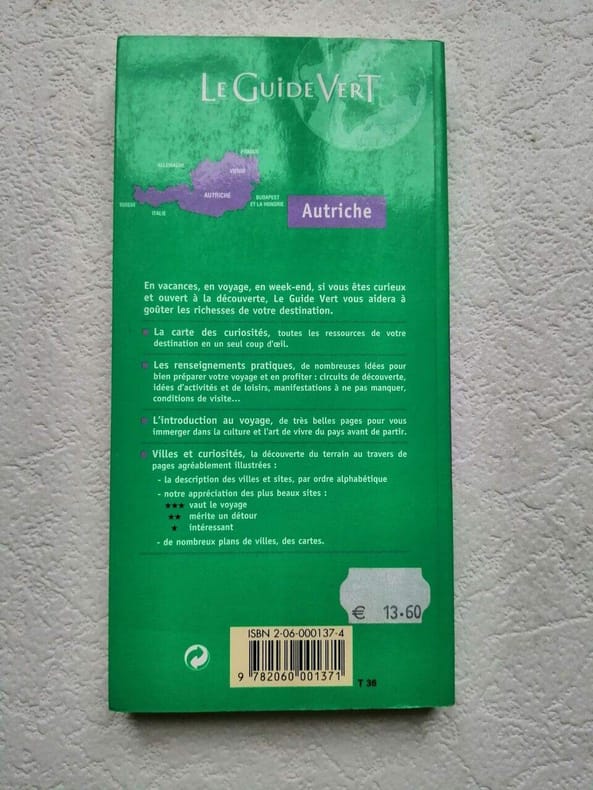 LE GUIDE VERT
PRAGUE
ALLEMAGNE
VIENNE
AUTRICHE
SUISSE
BUDAPEST
ET LA HONGRIE
ITALIE
Autriche
En vacances, en voyage, en week-end, si vous êtes curieux
et ouvert à la découverte, Le Guide Vert vous aidera à
goûter les richesses de votre destination.
La carte des curiosités, toutes les ressources de votre
destination en un seul coup d'œil.
Les renseignements pratiques, de nombreuses idées pour
bien préparer votre voyage et en profiter : circuits de découverte,
idées d'activités et de loisirs, manifestations à ne pas manquer,
conditions de visite...
L'introduction au voyage, de très belles pages pour vous
immerger dans la culture et l'art de vivre du pays avant de partir.
Villes et curiosités, la découverte du terrain au travers de
pages agréablement illustrées :
- la description des villes et sites, par ordre alphabétique
- notre appréciation des plus beaux sites :
★★★ vaut le voyage
★★ mérite un détour
★ intéressant
- de nombreux plans de villes, des cartes.
€ 13.60
ISBN 2-06-000137-4
9 782060 001371
T 36